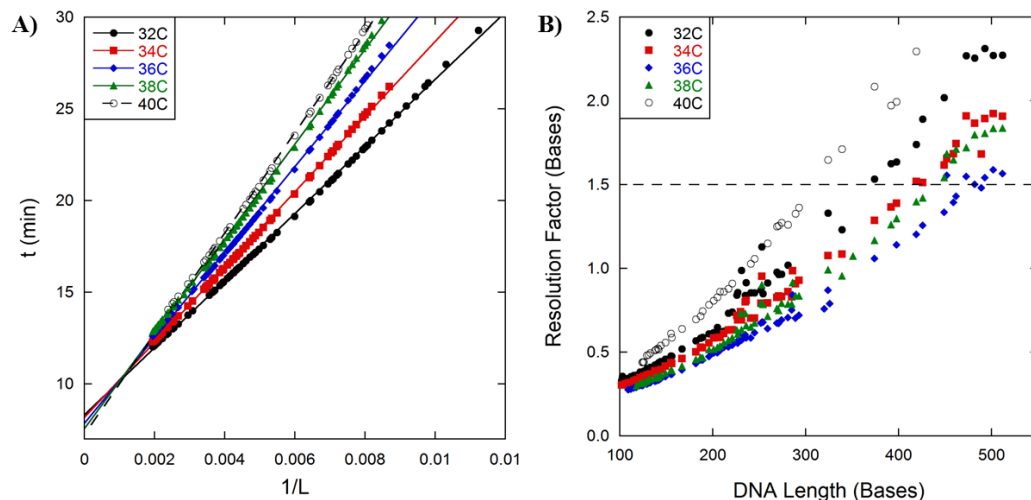 A)
32C
34C
36C
38C
40C
30
25
20
15
10
t (min)
0
0.002
0.004
0.006
0.008
0.01
0.01
1/L
B)
32C
34C
36C
38C
40C
2.5
2.0
1.5
1.0
0.5
0.0
Resolution Factor (Bases)
100
200
300
400
500
DNA Length (Bases)